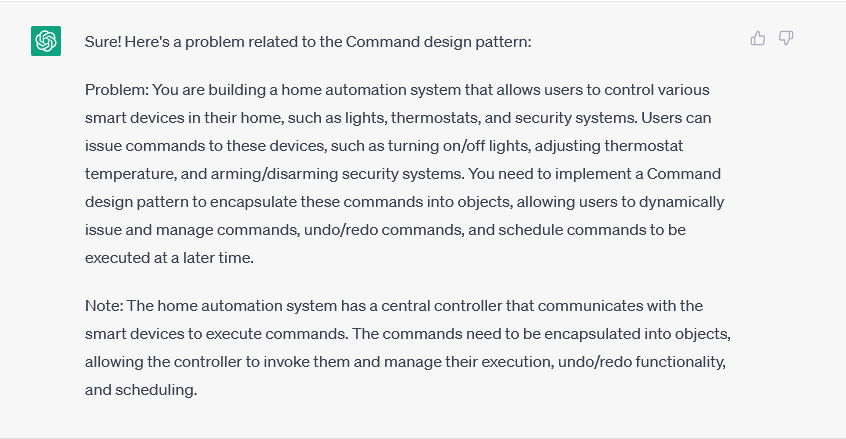 Sure! Here's a problem related to the Command design pattern:
Problem: You are building a home automation system that allows users to control various
smart devices in their home, such as lights, thermostats, and security systems. Users can
issue commands to these devices, such as turning on/off lights, adjusting thermostat
temperature, and arming/disarming security systems. You need to implement a Command
design pattern to encapsulate these commands into objects, allowing users to dynamically
issue and manage commands, undo/redo commands, and schedule commands to be
executed at a later time.
Note: The home automation system has a central controller that communicates with the
smart devices to execute commands. The commands need to be encapsulated into objects,
allowing the controller to invoke them and manage their execution, undo/redo functionality,
and scheduling.